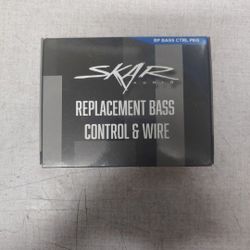 RP BASS CTRL PKG
SKAR
AUDIO
REPLACEMENT BASS
CONTROL & WIRE